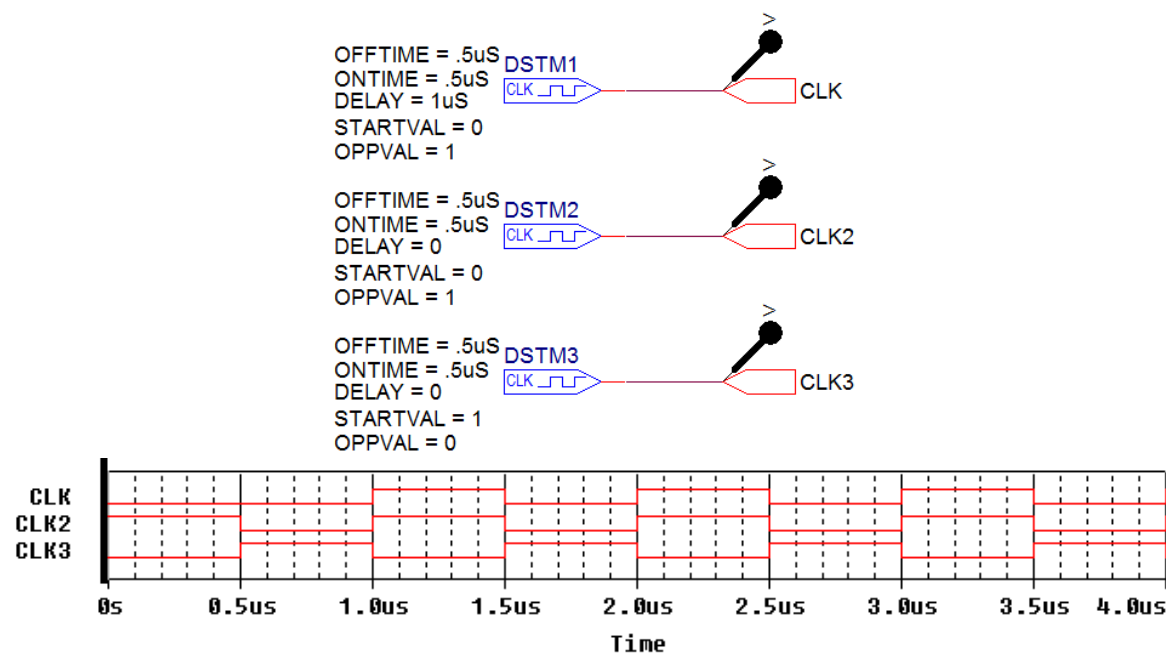 >
OFFTIME = .5uS
DSTM1
ONTIME = .5uS
CLK
CLK
DELAY = 1uS
STARTVAL = 0
OPPVAL = 1
>
OFFTIME = .5uS
DSTM2
ONTIME = .5uS
CLK
CLK2
DELAY = 0
STARTVAL = 0
OPPVAL = 1
>
OFFTIME = .5uS
DSTM3
ONTIME = .5uS
CLK
CLK3
DELAY = 0
STARTVAL = 1
OPPVAL = 0
CLK
CLK2
CLK3
0s 0.5us 1.0us 1.5us 2.0us 2.5us 3.0us 3.5us 4.0us
Time